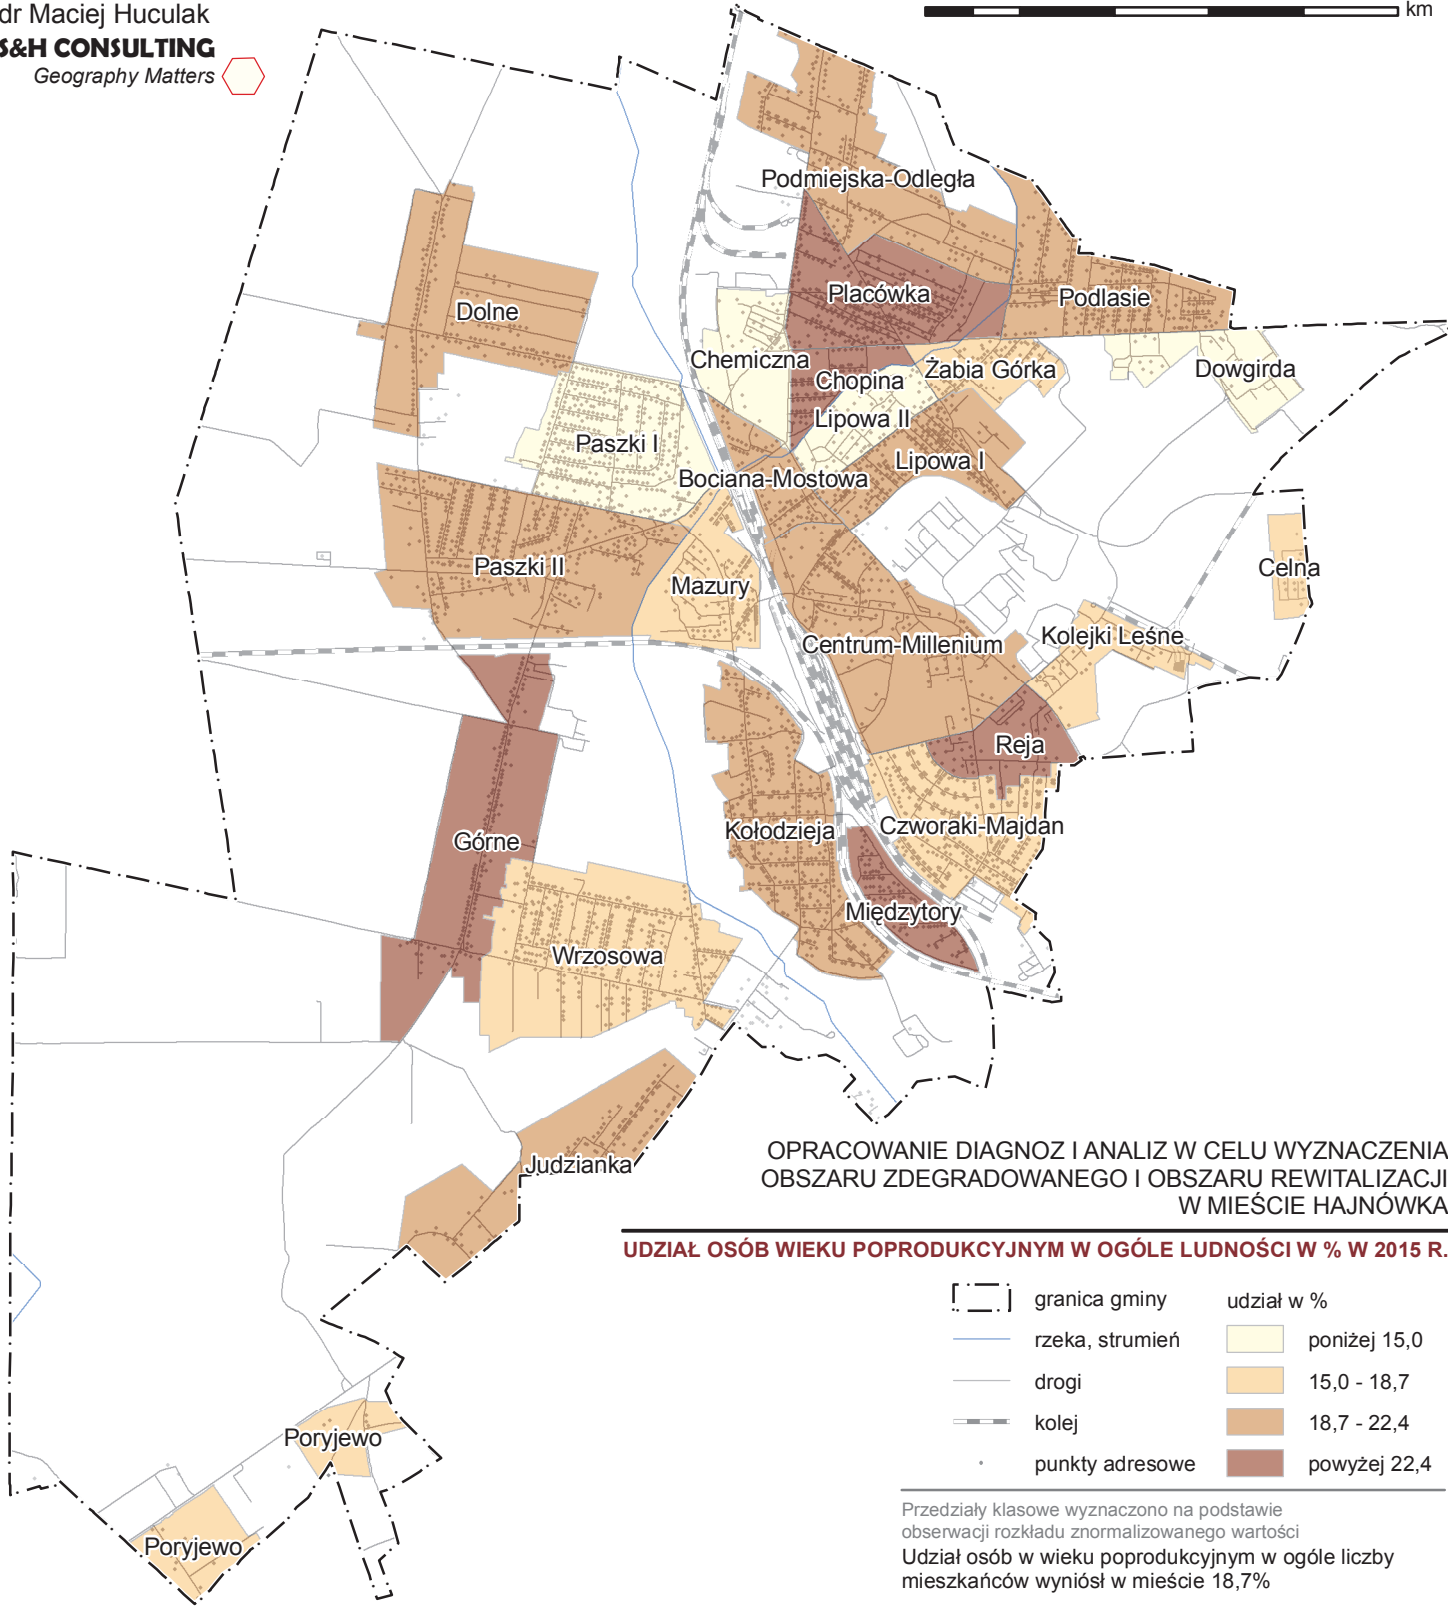 dr Maciej Huculak
S&H CONSULTING
Geography Matters
km
Podmiejska-Odległa
Dolne
Placówka
Podlasie
Chemiczna
Chopina
Żabia Górka
Dowgirda
Lipowa II
Paszki I
Lipowa I
Bociana-Mostowa
Paszki II
Mazury
Celna
Kolejki Leśne
Centrum-Millenium
Reja
Górne
Kołodzieja
Czworaki-Majdan
Międzytory
Wrzosowa
Judzianka
OPRACOWANIE DIAGNOZ I ANALIZ W CELU WYZNACZENIA
OBSZARU ZDEGRADOWANEGO I OBSZARU REWITALIZACJI
W MIEŚCIE HAJNÓWKA
UDZIAŁ OSÓB WIEKU POPRODUKCYJNYM W OGÓLE LUDNOŚCI W % W 2015 R.
granica gminy
rzeka, strumień
drogi
kolej
punkty adresowe
udział w %
poniżej 15,0
15,0 - 18,7
18,7 - 22,4
powyżej 22,4
Poryjewo
Poryjewo
Przedziały klasowe wyznaczono na podstawie
obserwacji rozkładu znormalizowanego wartości
Udział osób w wieku poprodukcyjnym w ogóle liczby
mieszkańców wyniósł w mieście 18,7%